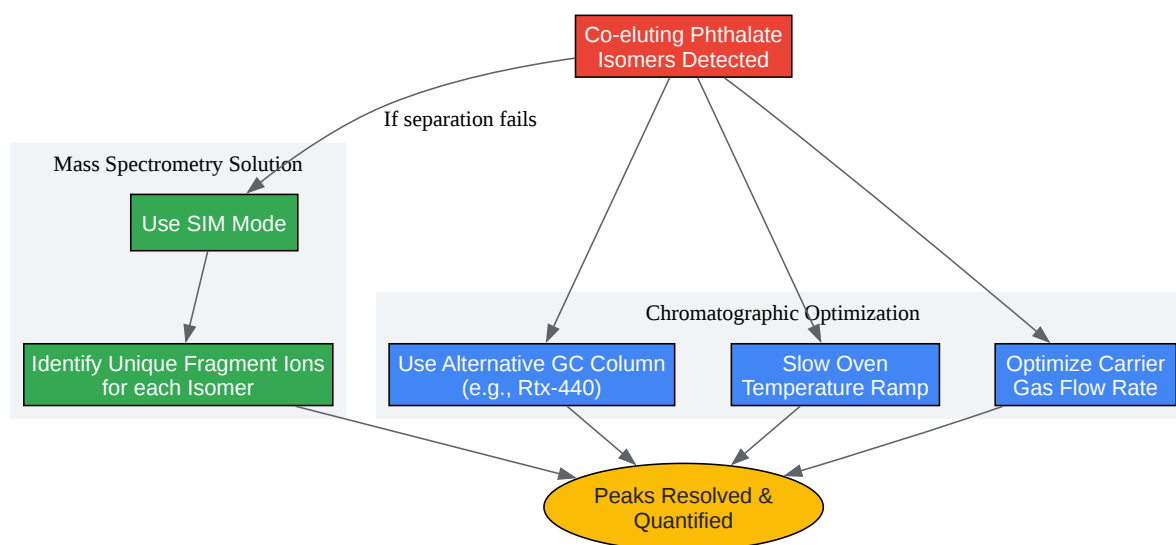 Co-eluting Phthalate
Isomers Detected
If separation fails
Mass Spectrometry Solution
Use SIM Mode
Identify Unique Fragment Ions
for each Isomer
Chromatographic Optimization
Use Alternative GC Column
(e.g., Rtx-440)
Slow Oven
Temperature Ramp
Optimize Carrier
Gas Flow Rate
Peaks Resolved &
Quantified